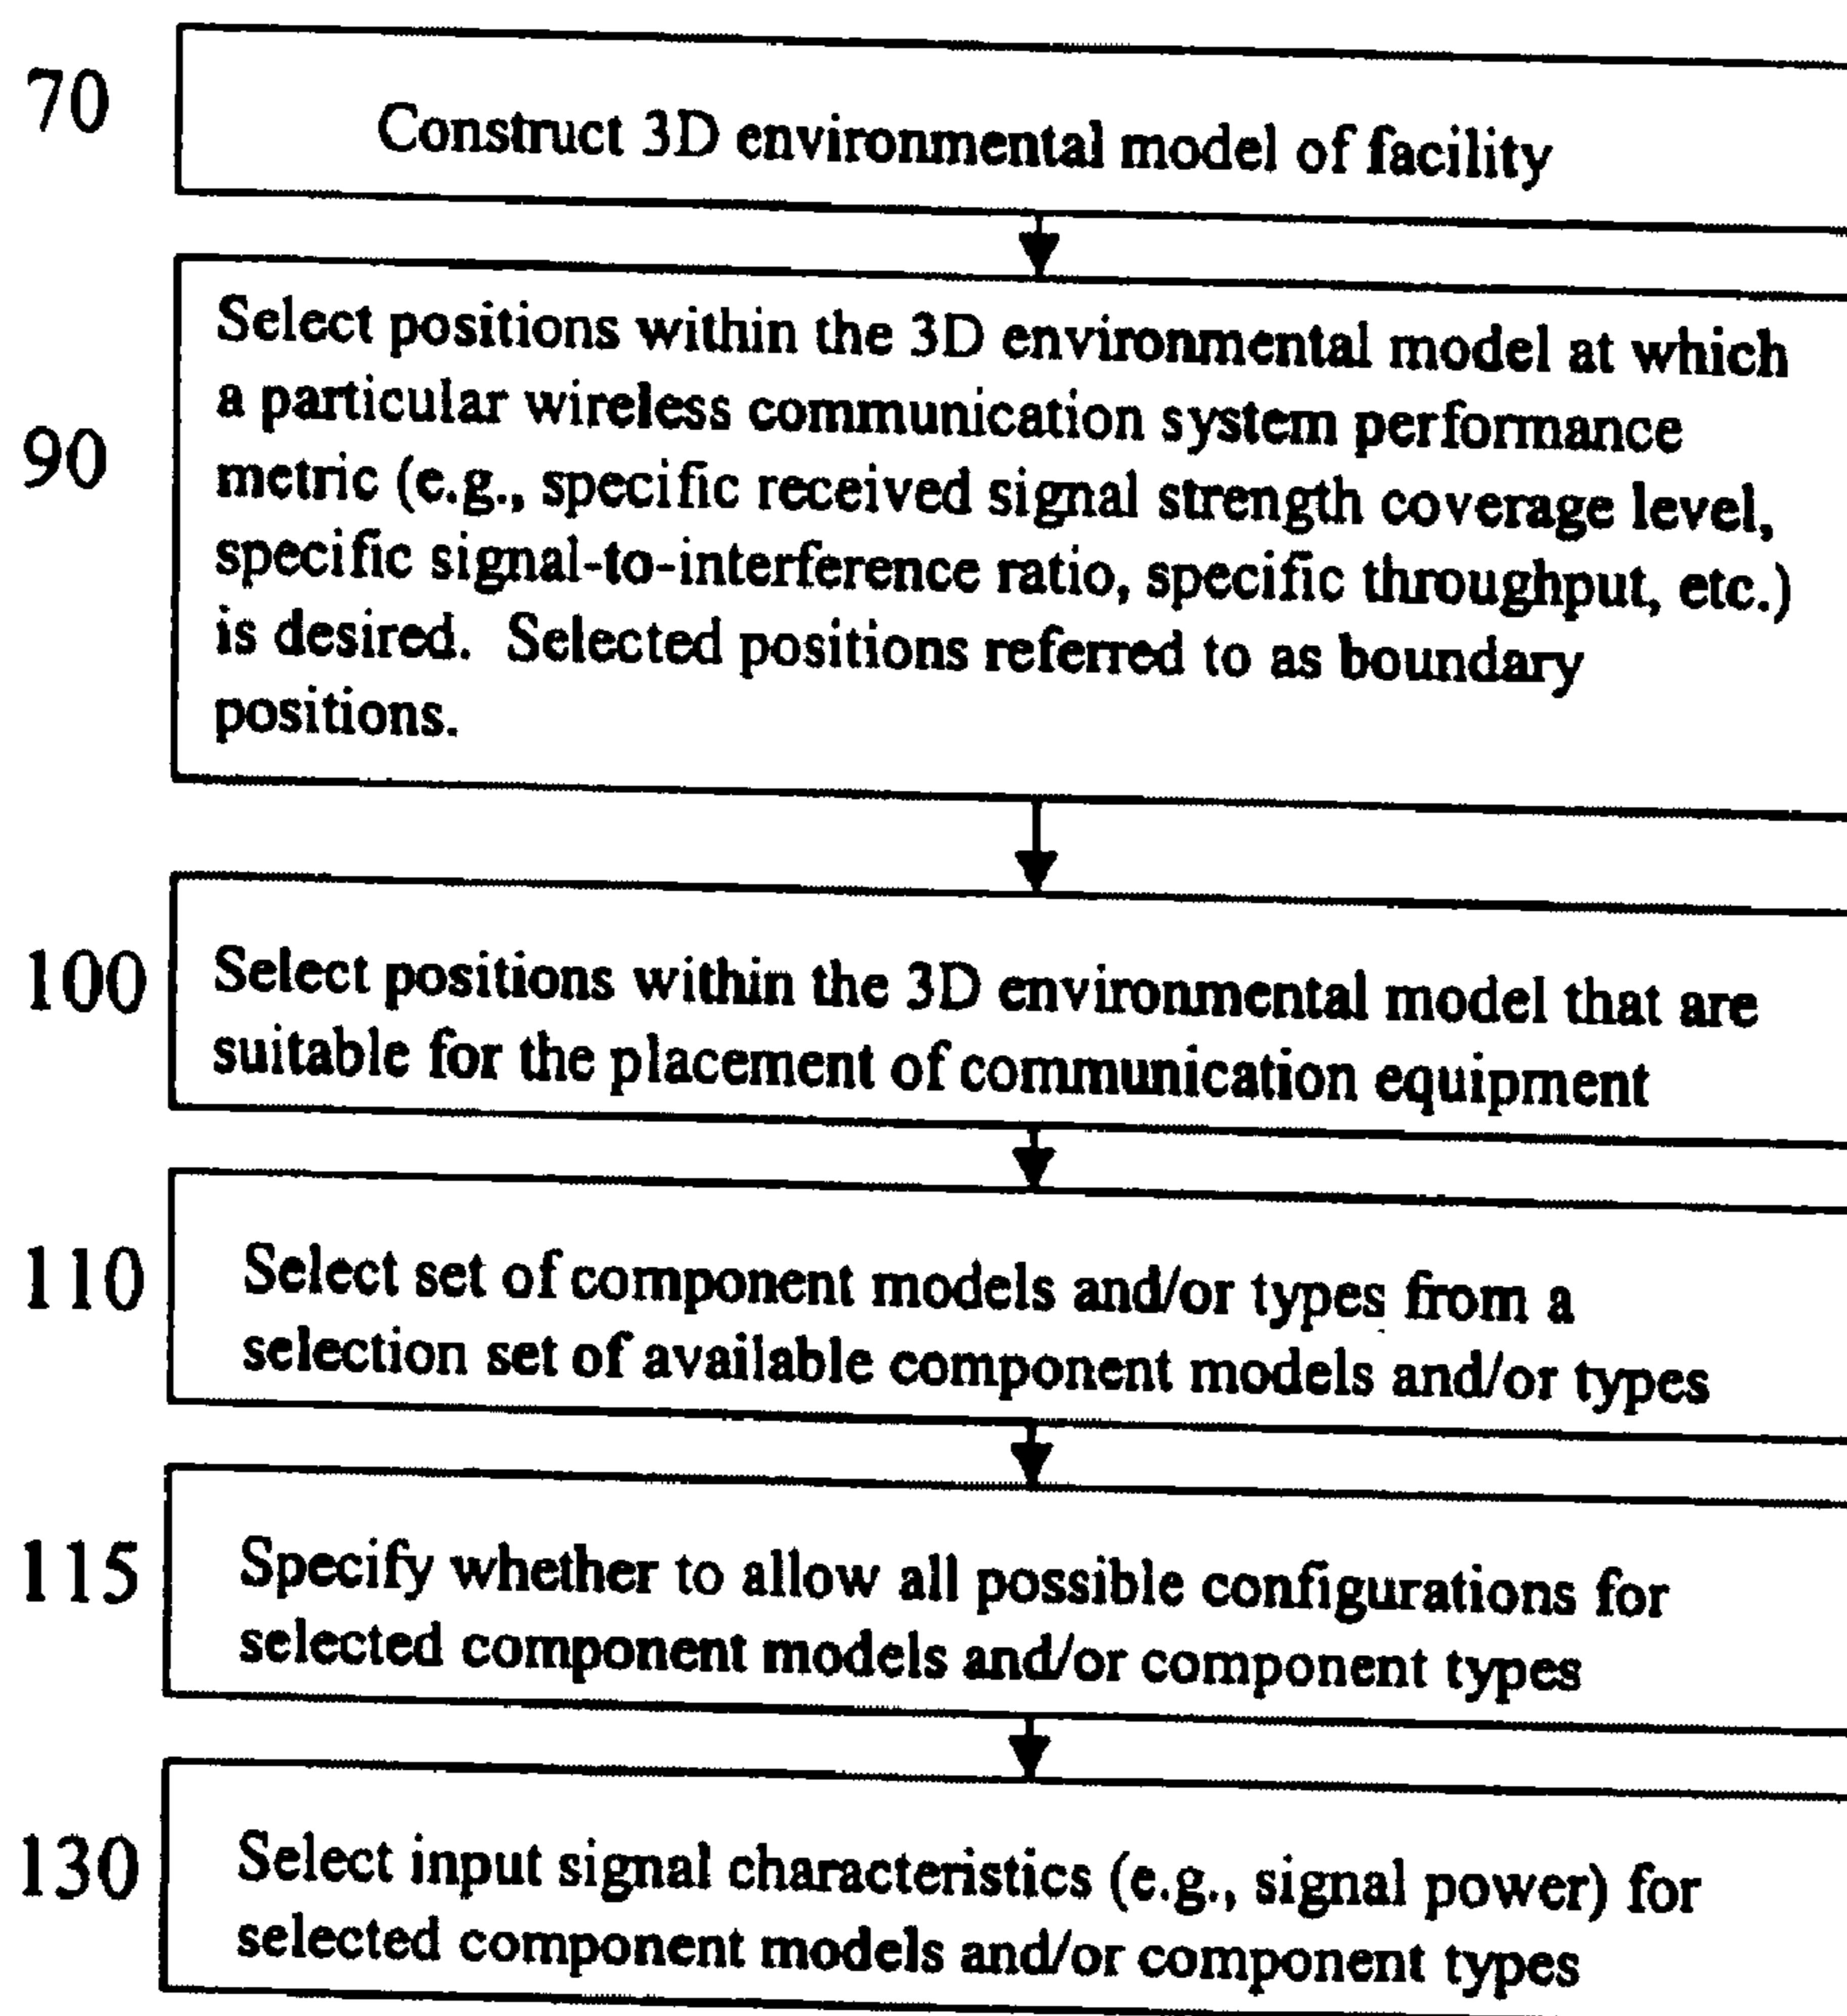 70
Construct 3D environmental model of facility
90
Select positions within the 3D environmental model at which
a particular wireless communication system performance
metric (e.g., specific received signal strength coverage level,
specific signal-to-interference ratio, specific throughput, etc.)
is desired. Selected positions referred to as boundary
positions.
100
Select positions within the 3D environmental model that are
suitable for the placement of communication equipment
110
Select set of component models and/or types from a
selection set of available component models and/or types
115
Specify whether to allow all possible configurations for
selected component models and/or component types
130
Select input signal characteristics (e.g., signal power) for
selected component models and/or component types